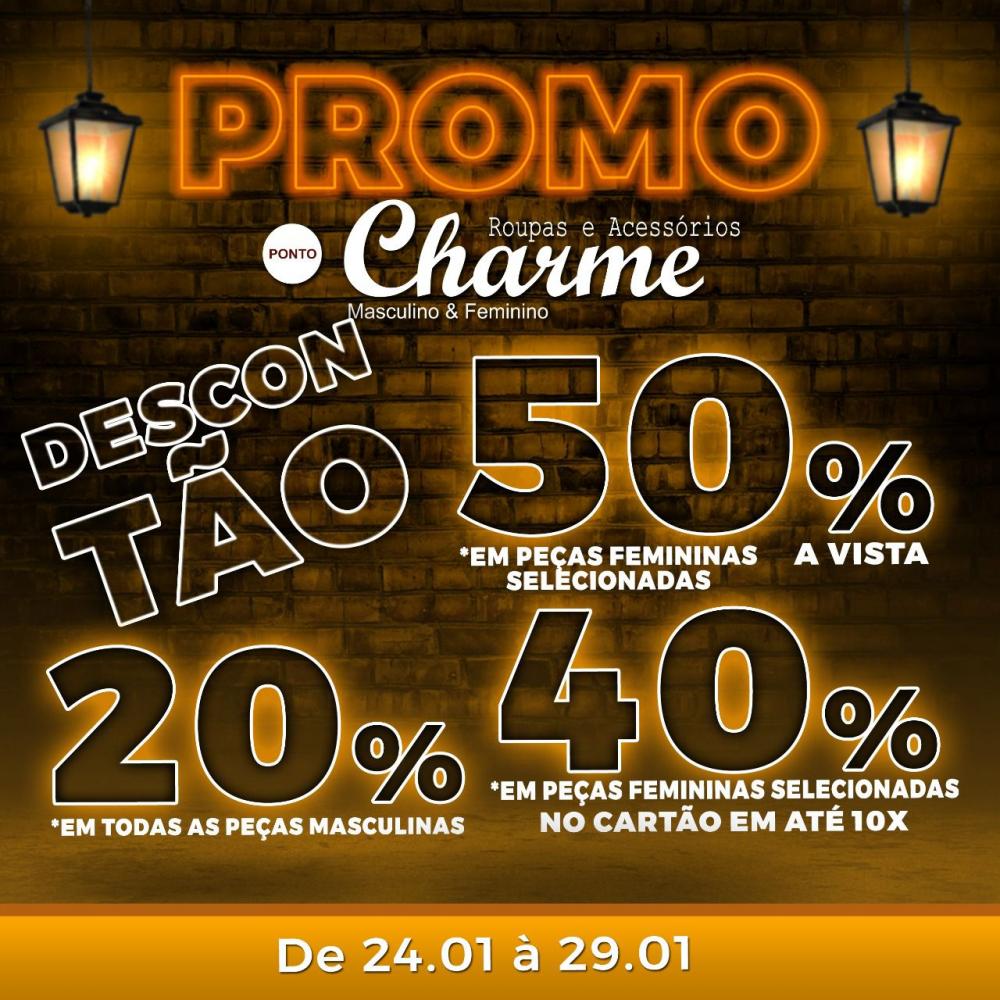 PROMO
Roupas e Acessórios
PONTO
Charme
Masculino & Feminino
DESCON
TÃO
50%
*EM PEÇAS FEMININAS
SELECIONADAS
A VISTA
20%
*EM TODAS AS PEÇAS MASCULINAS
40%
*EM PEÇAS FEMININAS SELECIONADAS
NO CARTÃO EM ATÉ 10X
De 24.01 à 29.01